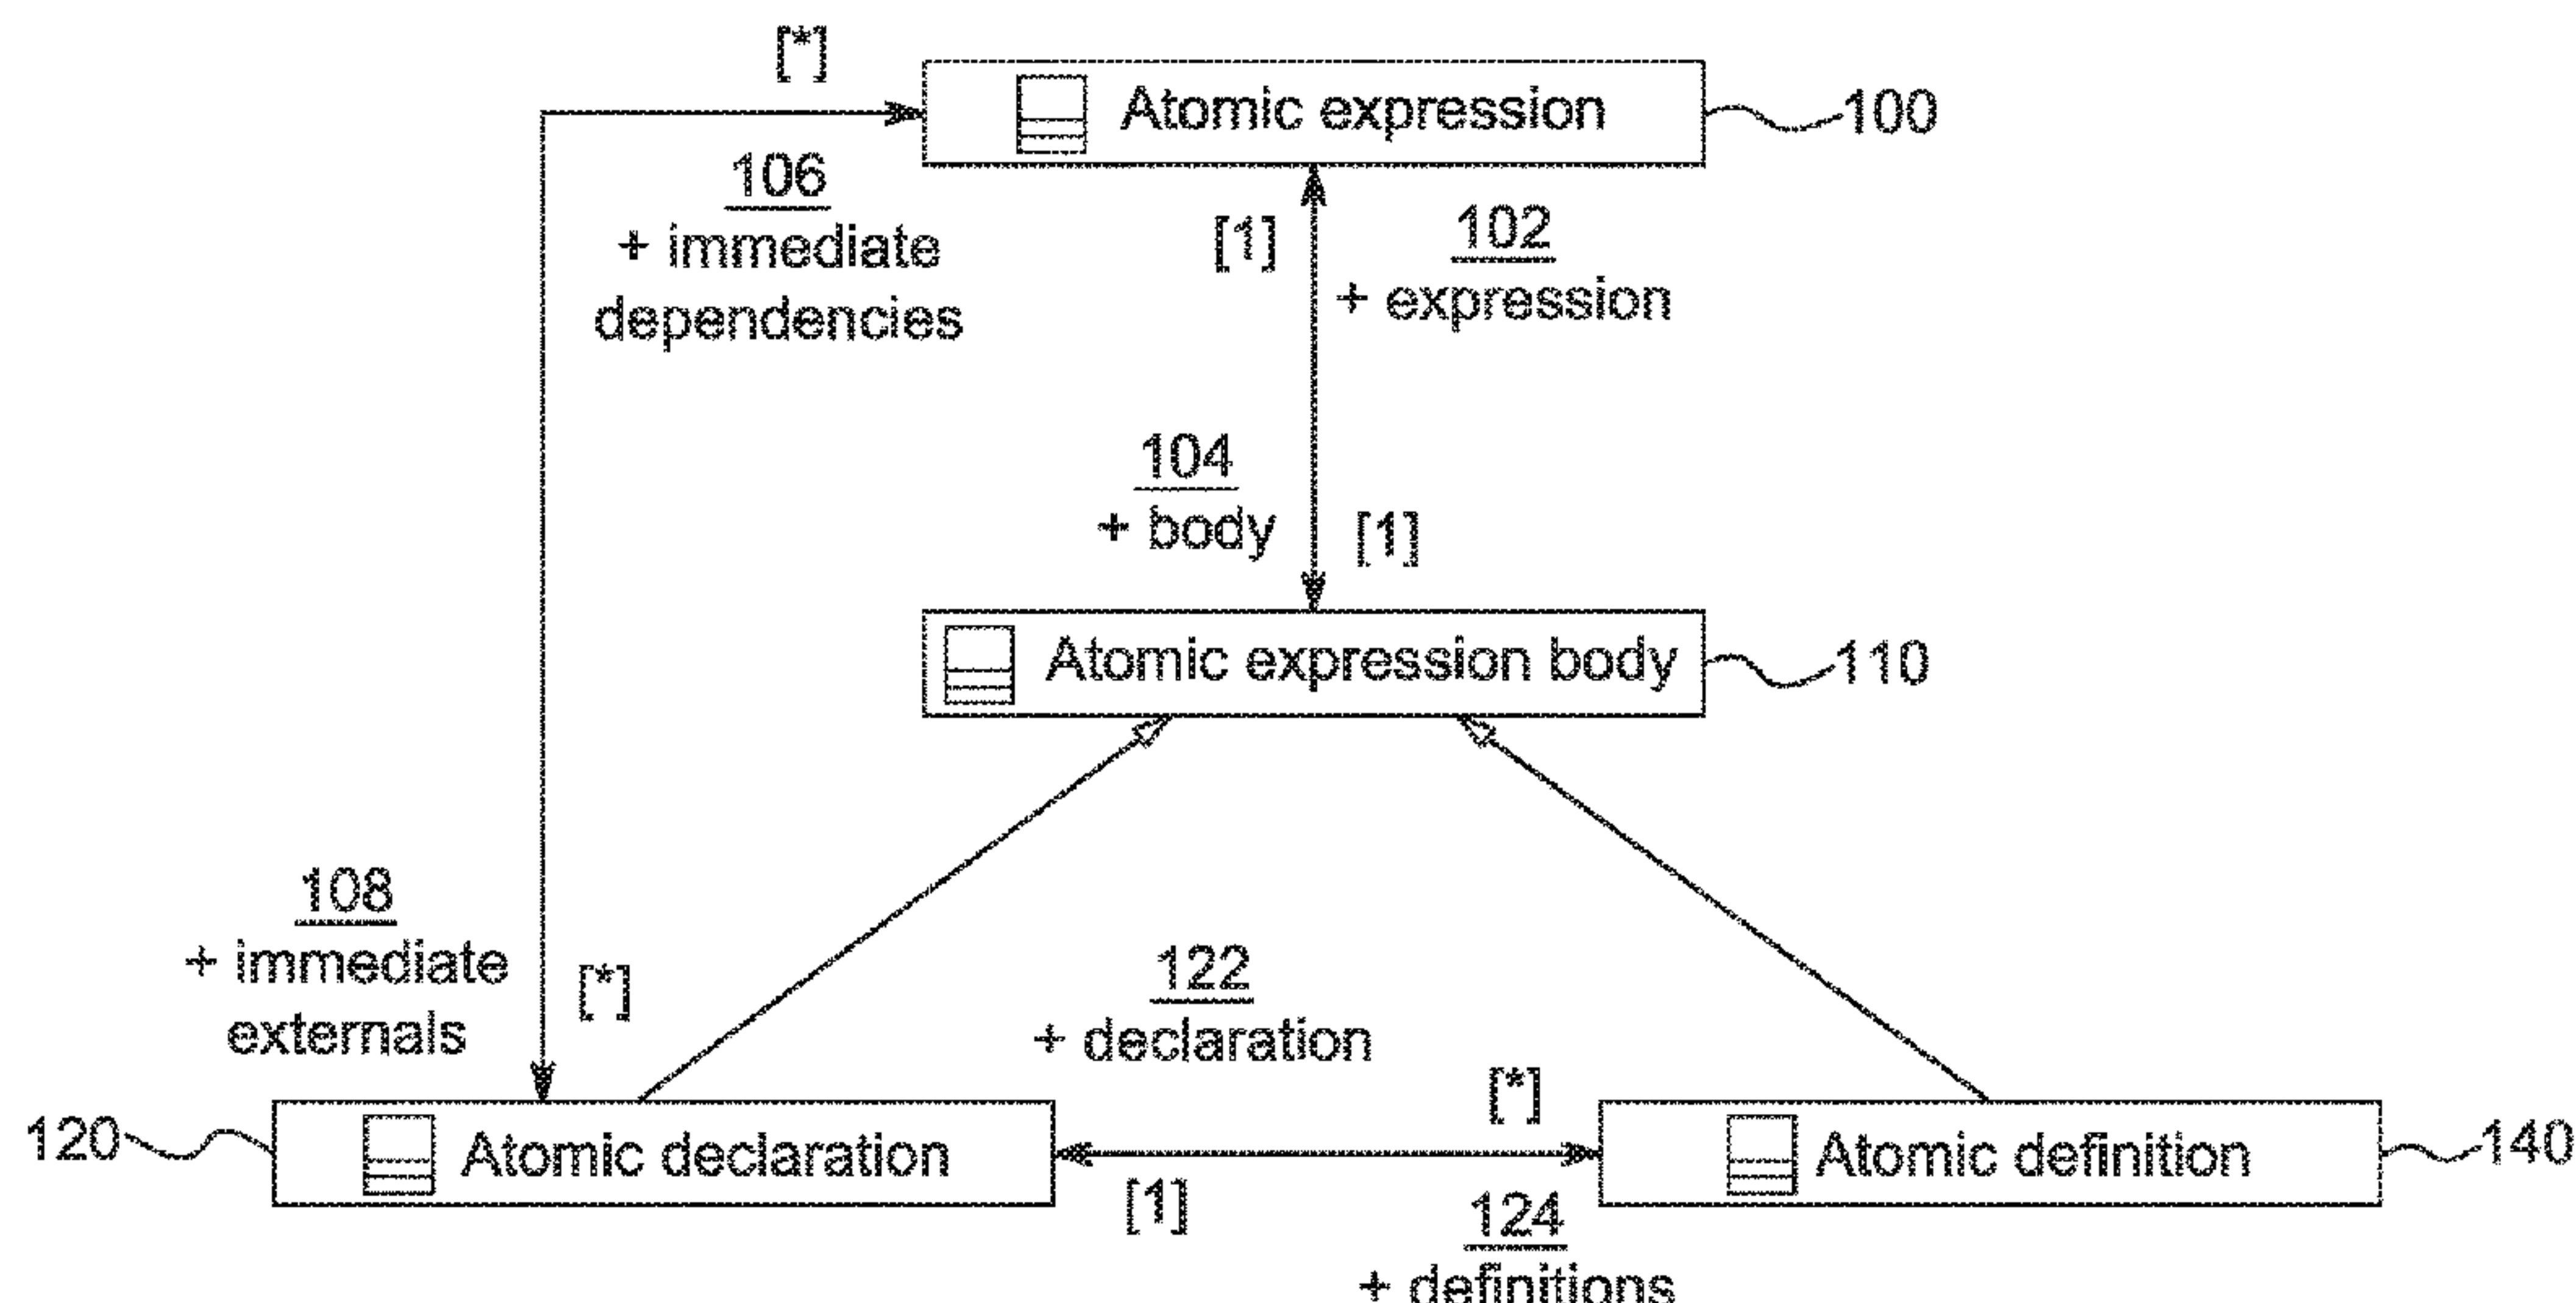 [*]
Atomic expression
100
106
+ immediate
dependencies
[1]
102
+ expression
104
+ body
[1]
Atomic expression body
110
108
+ immediate
externals
[*]
122
+ declaration
[*]
120
Atomic declaration
[1]
Atomic definition
140
124
+ definitions